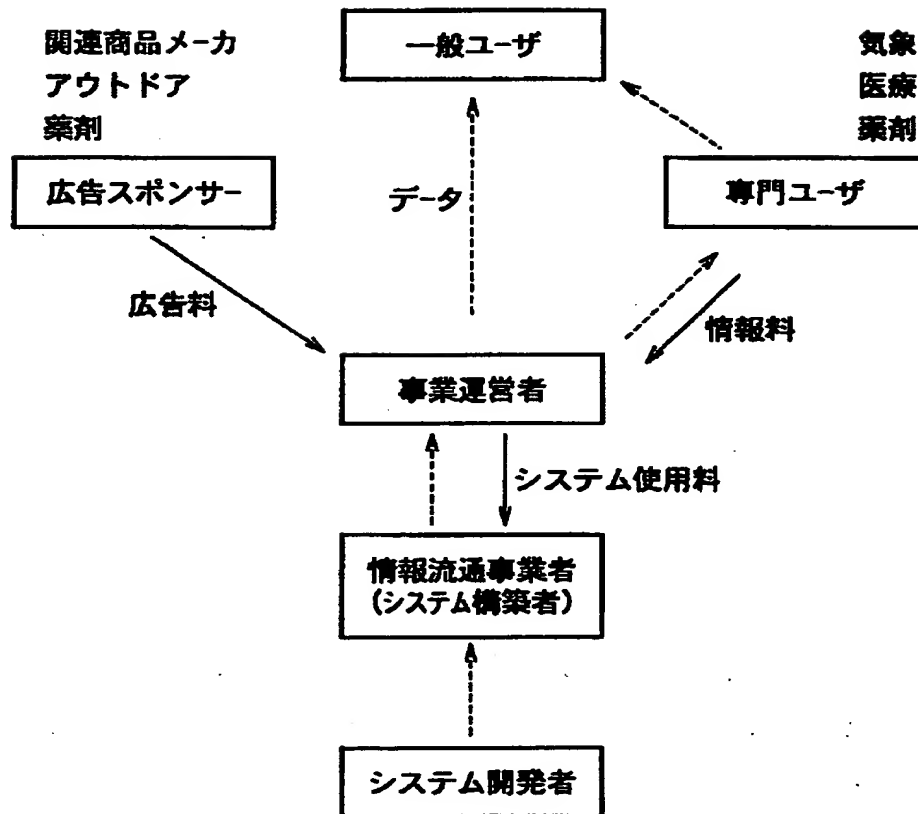 関連商品メーカ
アウトドア
薬剤
一般ユーザ
気象
医療
薬剤
広告スポンサー
データ
専門ユーザ
広告料
情報料
事業運営者
システム使用料
情報流通事業者
(システム構築者)
システム開発者